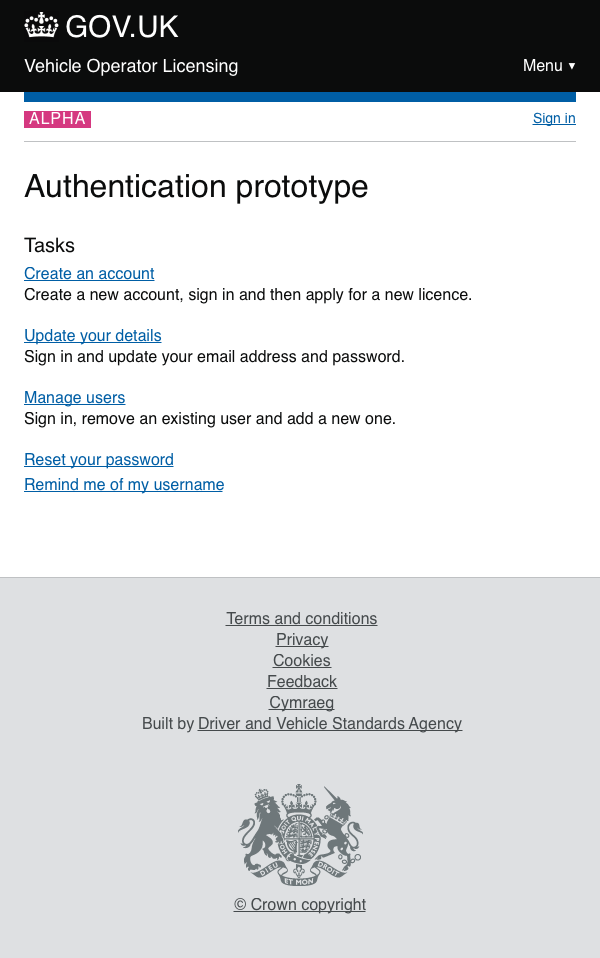 GOV.UK
Vehicle Operator Licensing
Menu ▼
ALPHA
Sign in
Authentication prototype
Tasks
Create an account
Create a new account, sign in and then apply for a new licence.
Update your details
Sign in and update your email address and password.
Manage users
Sign in, remove an existing user and add a new one.
Reset your password
Remind me of my username
Terms and conditions
Privacy
Cookies
Feedback
Cymraeg
Built by Driver and Vehicle Standards Agency
DIEU
ET MON
DROIT
© Crown copyright